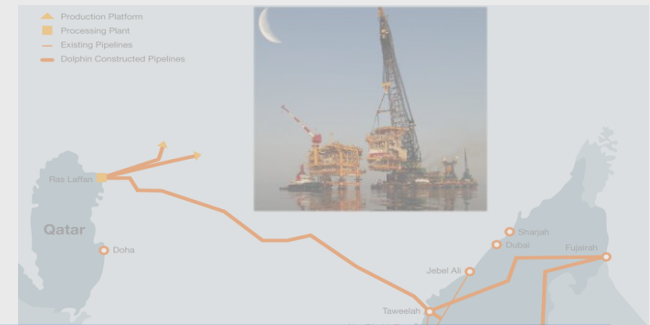 Production Platform
Processing Plant
Existing Pipelines
Dolphin Constructed Pipelines
Ras Laffan
Qatar
Doha
Sharjah
Dubai
Fujairah
Jebel Ali
Taweelah